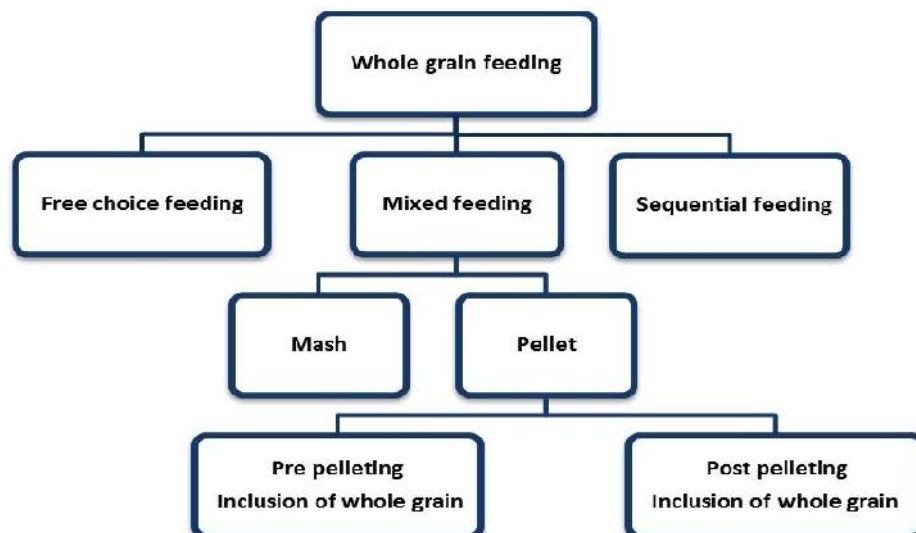 Whole grain feeding
Free choice feeding
Mixed feeding
Sequential feeding
Mash
Pellet
Pre pelleting
Inclusion of whole grain
Post pelleting
Inclusion of whole grain